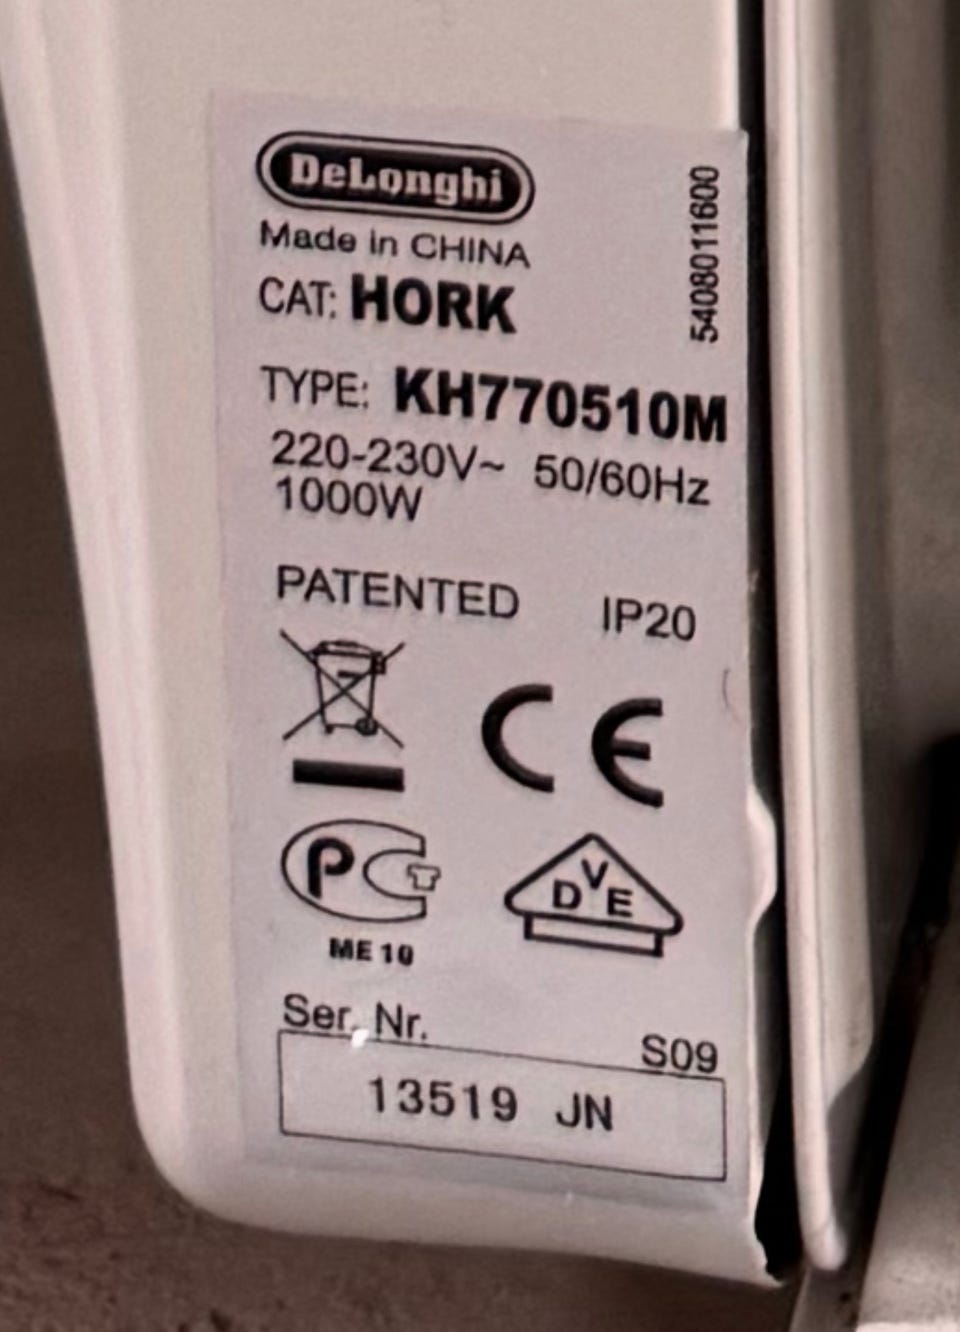 DeLonghi
Made in CHINA
CAT: HORK
5408011600
TYPE: KH770510M
220-230V~ 50/60Hz
1000W
PATENTED IP20
CE
PCT
ME 10
DVE
Ser. Nr.
S09
13519 JN